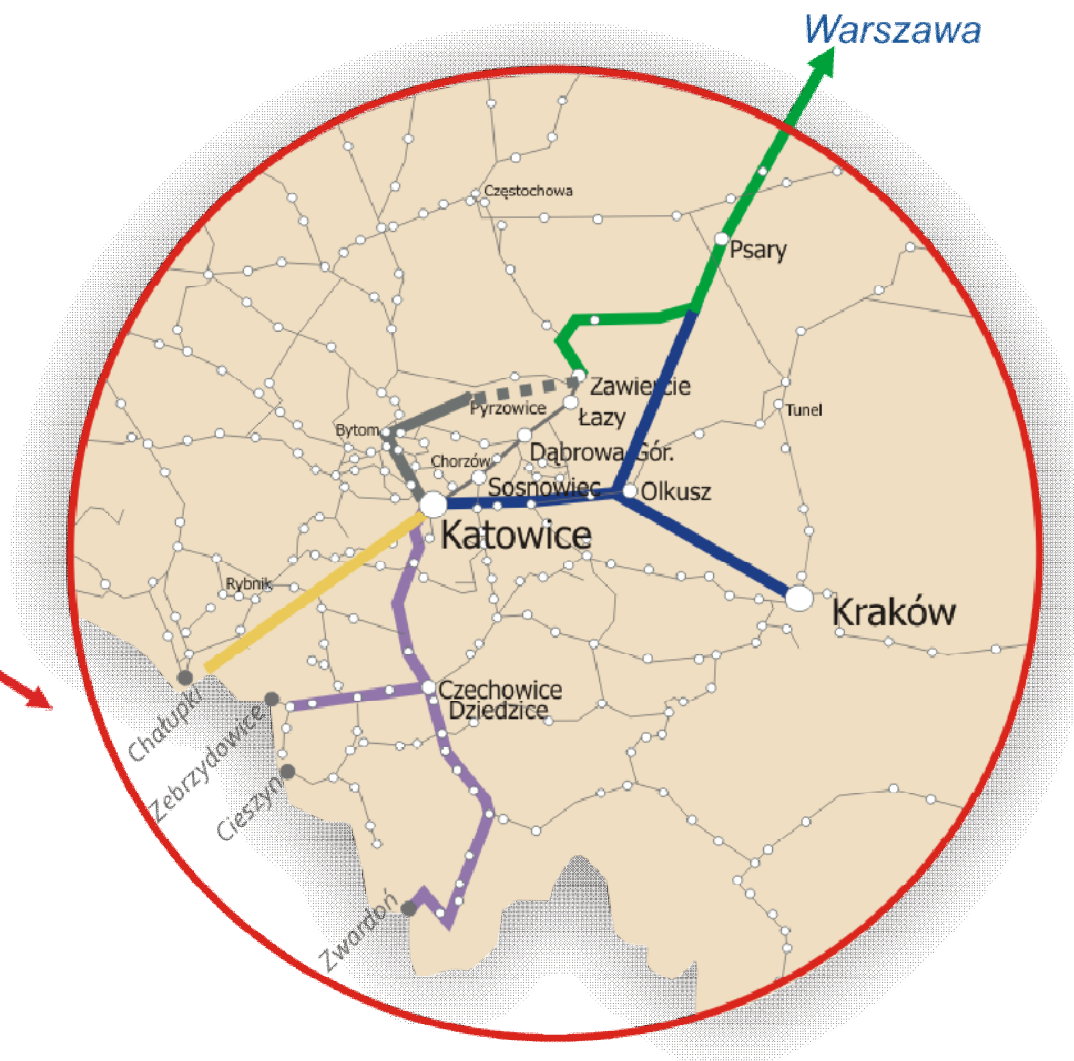 Warszawa
Częstochowa
Psary
Zawiercie
Pyrzowice
Łazy
Tunel
Bytom
Dąbrowa Gór.
Chorzów
Sosnowiec
Olkusz
Katowice
Rybnik
Kraków
Czechowice
Dziedzice
Chałupki
Zebrzydowice
Cieszyn
Zwardoń